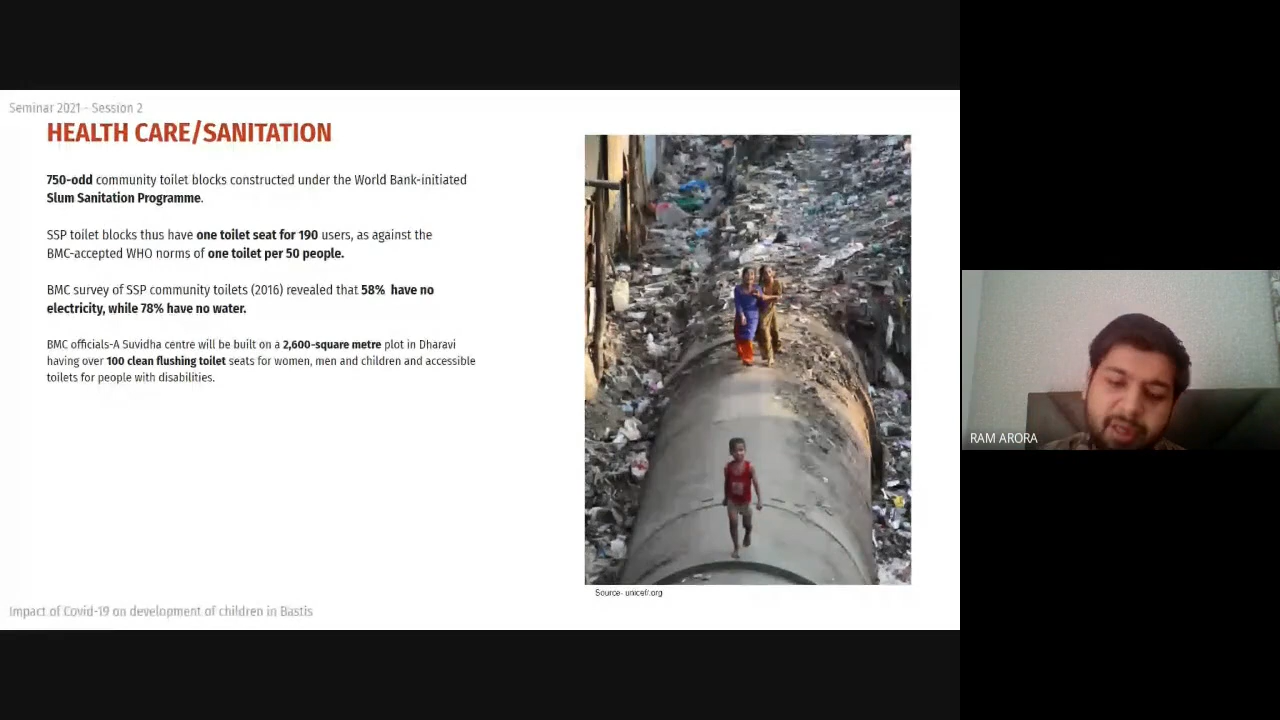 Seminar 2021 - Session 2
HEALTH CARE/SANITATION
750-odd community toilet blocks constructed under the World Bank-initiated
Slum Sanitation Programme.
SSP toilet blocks thus have one toilet seat for 190 users, as against the
BMC-accepted WHO norms of one toilet per 50 people.
BMC survey of SSP community toilets (2016) revealed that 58% have no
electricity, while 78% have no water.
BMC officials-A Suvidha centre will be built on a 2,600-square metre plot in Dharavi
having over 100 clean flushing toilet seats for women, men and children and accessible
toilets for people with disabilities.
Source- unicef/.org
Impact of Covid-19 on development of children in Bastis
RAM ARORA